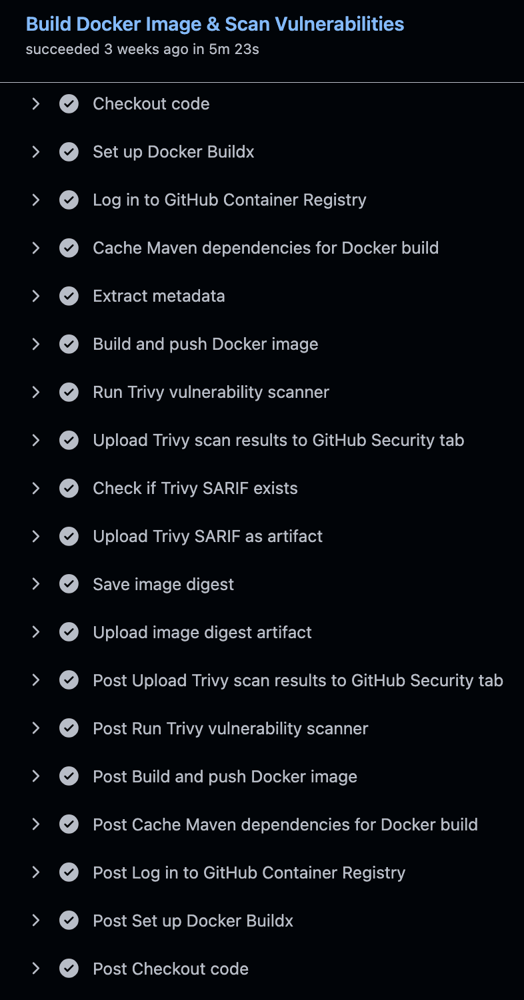 Build Docker Image & Scan Vulnerabilities
succeeded 3 weeks ago in 5m 23s
Checkout code
Set up Docker Buildx
Log in to GitHub Container Registry
Cache Maven dependencies for Docker build
Extract metadata
Build and push Docker image
Run Trivy vulnerability scanner
Upload Trivy scan results to GitHub Security tab
Check if Trivy SARIF exists
Upload Trivy SARIF as artifact
Save image digest
Upload image digest artifact
Post Upload Trivy scan results to GitHub Security tab
Post Run Trivy vulnerability scanner
Post Build and push Docker image
Post Cache Maven dependencies for Docker build
Post Log in to GitHub Container Registry
Post Set up Docker Buildx
Post Checkout code